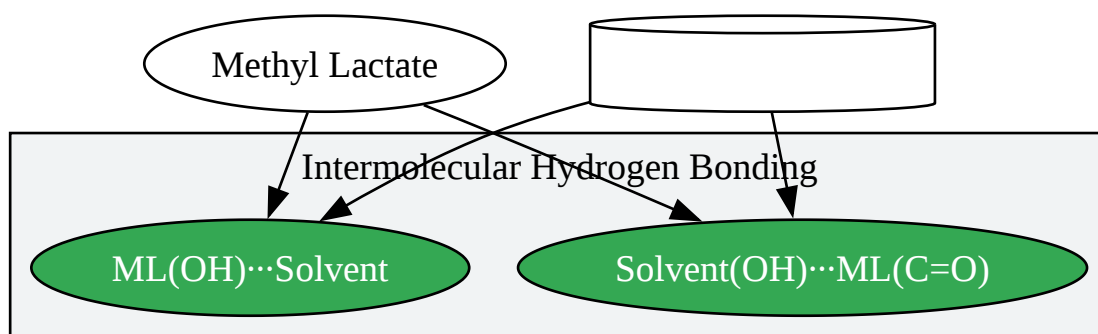 Methyl Lactate
Intermolecular Hydrogen Bonding
ML(OH)···Solvent
Solvent(OH)···ML(C=O)